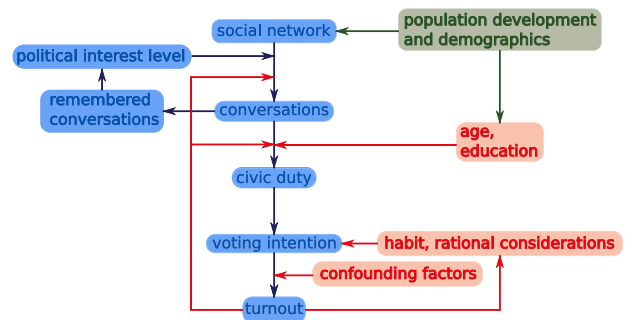 social network
population development
and demographics
political interest level
remembered
conversations
conversations
age,
education
civic duty
voting intention
habit, rational considerations
confounding factors
turnout